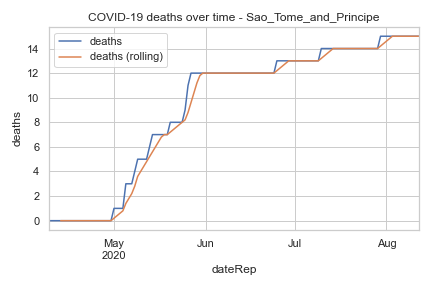 COVID-19 deaths over time - Sao_Tome_and_Principe
deaths
deaths (rolling)
deaths
14
12
10
8
6
4
2
0
May
2020
Jun
Jul
Aug
dateRep